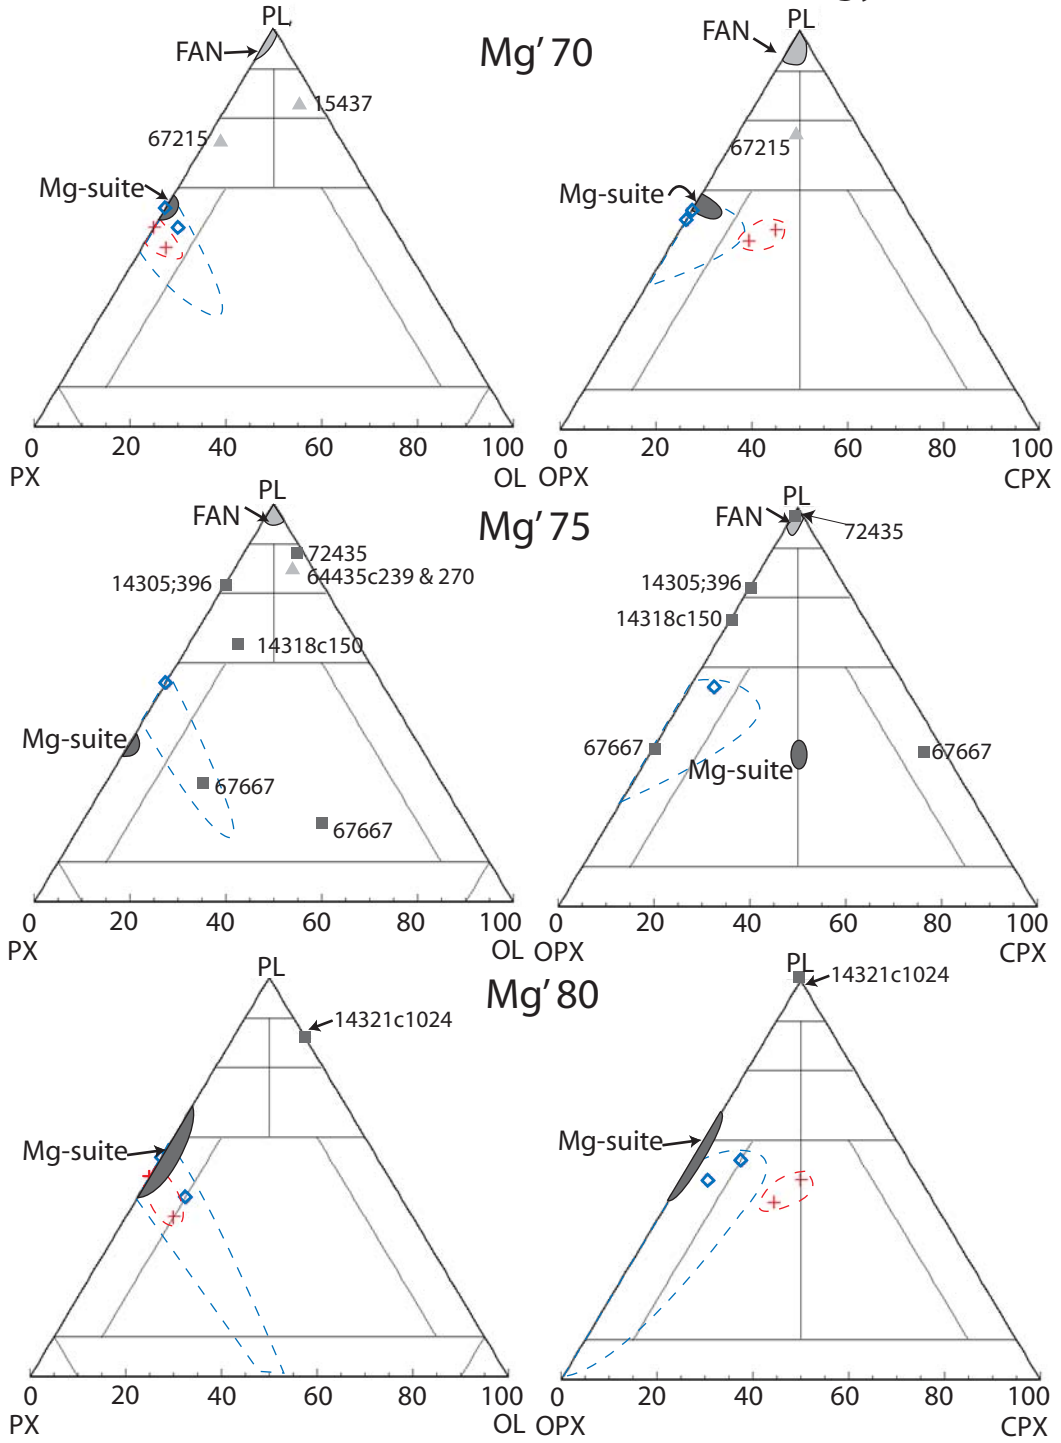 PL
FAN
15437
67215
Mg-suite
0 20 40 60 80 100
PX OL
Mg' 70
PL
FAN
67215
Mg-suite
0 20 40 60 80 100
OPX CPX
PL
FAN
72435
64435c239 & 270
14305;396
14318c150
Mg-suite
67667
67667
0 20 40 60 80 100
PX OL
Mg' 75
PL
FAN
72435
14305;396
14318c150
67667
Mg-suite
67667
0 20 40 60 80 100
OPX CPX
PL
14321c1024
Mg-suite
0 20 40 60 80 100
PX OL
Mg' 80
PL
14321c1024
Mg-suite
0 20 40 60 80 100
OPX CPX